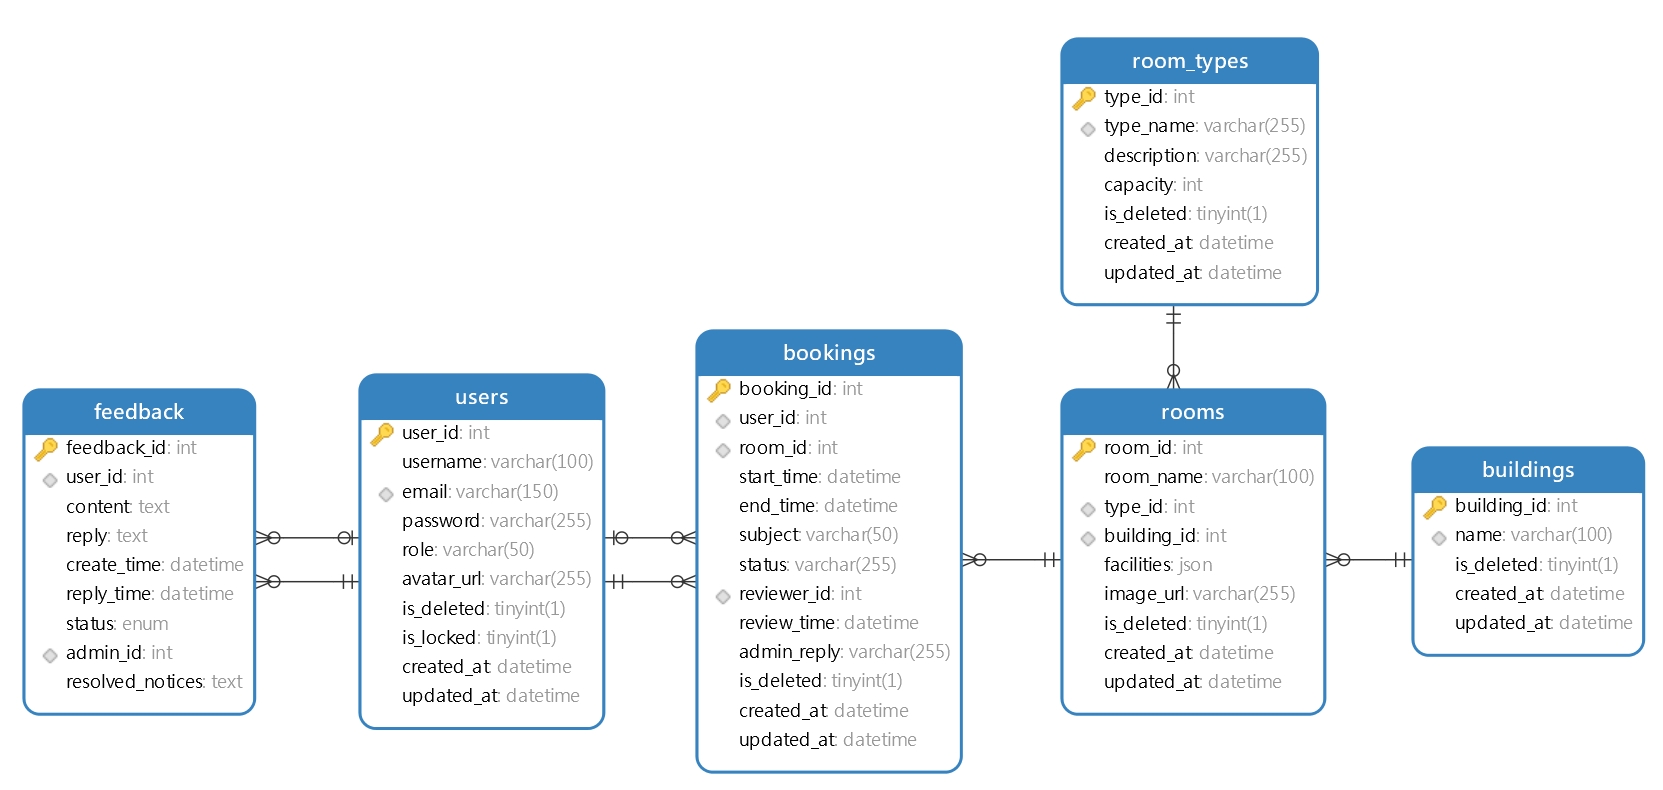 room_types
type_id: int
type_name: varchar(255)
description: varchar(255)
capacity: int
is_deleted: tinyint(1)
created_at: datetime
updated_at: datetime
feedback
feedback_id: int
user_id: int
content: text
reply: text
create_time: datetime
reply_time: datetime
status: enum
admin_id: int
resolved_notices: text
users
user_id: int
username: varchar(100)
email: varchar(150)
password: varchar(255)
role: varchar(50)
avatar_url: varchar(255)
is_deleted: tinyint(1)
is_locked: tinyint(1)
created_at: datetime
updated_at: datetime
bookings
booking_id: int
user_id: int
room_id: int
start_time: datetime
end_time: datetime
subject: varchar(50)
status: varchar(255)
reviewer_id: int
review_time: datetime
admin_reply: varchar(255)
is_deleted: tinyint(1)
created_at: datetime
updated_at: datetime
rooms
room_id: int
room_name: varchar(100)
type_id: int
building_id: int
facilities: json
image_url: varchar(255)
is_deleted: tinyint(1)
created_at: datetime
updated_at: datetime
buildings
building_id: int
name: varchar(100)
is_deleted: tinyint(1)
created_at: datetime
updated_at: datetime